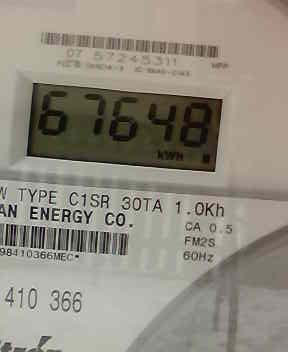 07 57245311
67648
kWh
W TYPE C1SR 30TA 1.0Kh
AN ENERGY CO.
CA 0.5
FM2S
60Hz
98410366MEC*
410 366